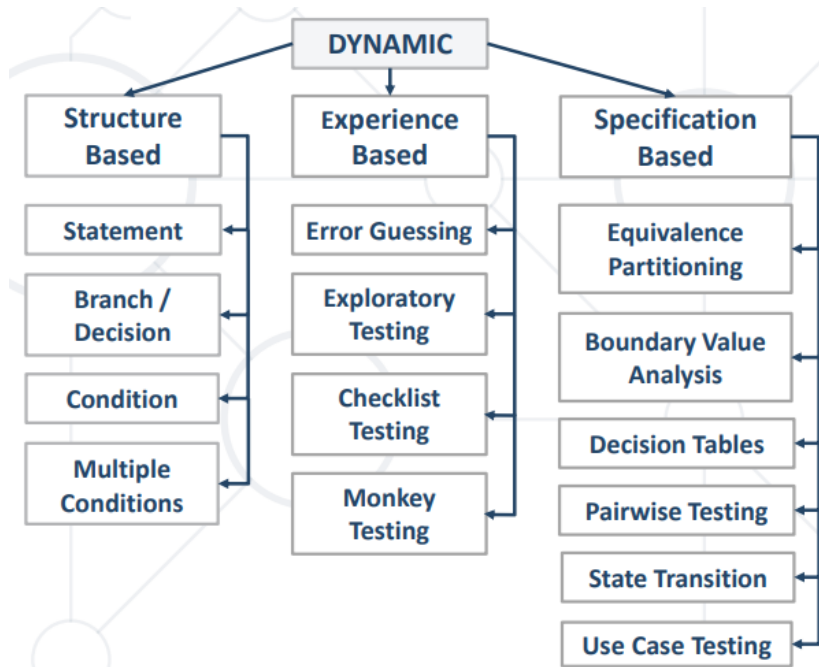 DYNAMIC
Structure
Based
Statement
Branch /
Decision
Condition
Multiple
Conditions
Experience
Based
Error Guessing
Exploratory
Testing
Checklist
Testing
Monkey
Testing
Specification
Based
Equivalence
Partitioning
Boundary Value
Analysis
Decision Tables
Pairwise Testing
State Transition
Use Case Testing